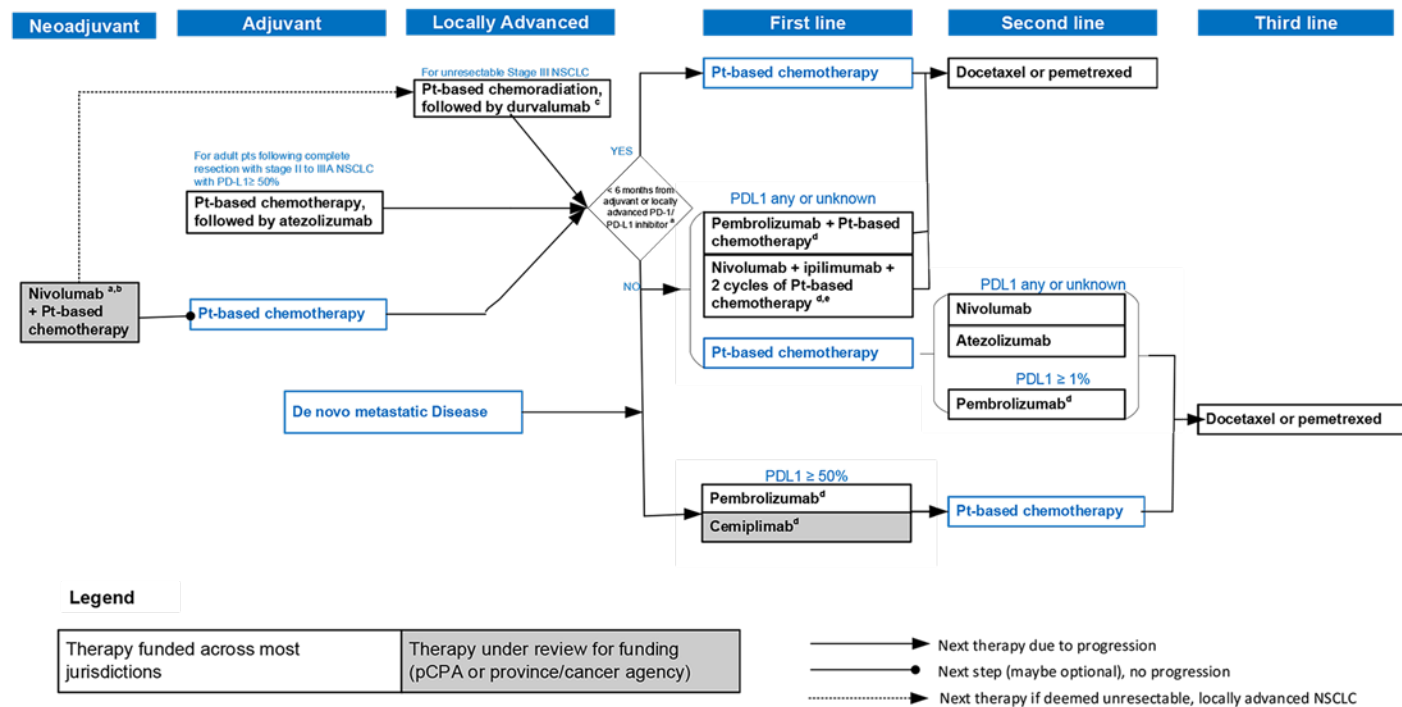 Neoadjuvant
Adjuvant
Locally Advanced
First line
Second line
Third line
For unresectable Stage III NSCLC
Pt-based chemoradiation,
followed by durvalumab c
Pt-based chemotherapy
Docetaxel or pemetrexed
YES
For adult pts following complete
resection with stage II to IIIA NSCLC
with PD-L1≥ 50%
Pt-based chemotherapy,
followed by atezolizumab
< 6 months from
adjuvant or locally
advanced PD-1/
PD-L1 inhibitor a
PDL1 any or unknown
Pembrolizumab + Pt-based
chemotherapy d
NO
Nivolumab + ipilimumab +
2 cycles of Pt-based
chemotherapy d,e
Nivolumab a,b
+ Pt-based
chemotherapy
Pt-based chemotherapy
Pt-based chemotherapy
PDL1 any or unknown
Nivolumab
Atezolizumab
PDL1 ≥ 1%
Pembrolizumab d
De novo metastatic Disease
Docetaxel or pemetrexed
PDL1 ≥ 50%
Pembrolizumab d
Cemiplimab d
Pt-based chemotherapy
Legend
Therapy funded across most
jurisdictions
Therapy under review for funding
(pCPA or province/cancer agency)
Next therapy due to progression
Next step (maybe optional), no progression
Next therapy if deemed unresectable, locally advanced NSCLC